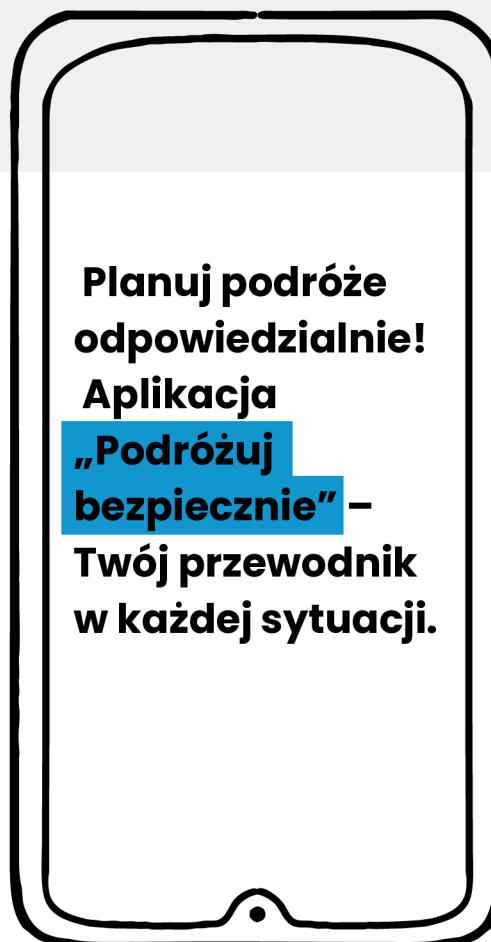 Planuj podróże
odpowiedzialnie!
Aplikacja
„Podróżuj
bezpiecznie” –
Twój przewodnik
w każdej sytuacji.